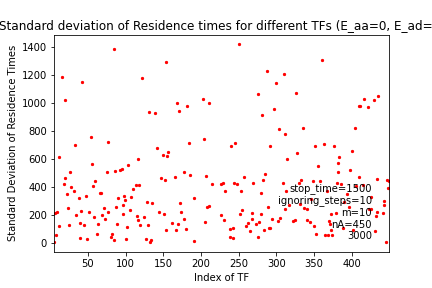 Standard deviation of Residence times for different TFs (E_aa=0, E_ad=
Standard Deviation of Residence Times
1400
1200
1000
800
600
400
200
0
stop_time=1500
ignoring_steps=10
m=10
nA=450
3000
50
100
150
200
250
300
350
400
450
Index of TF